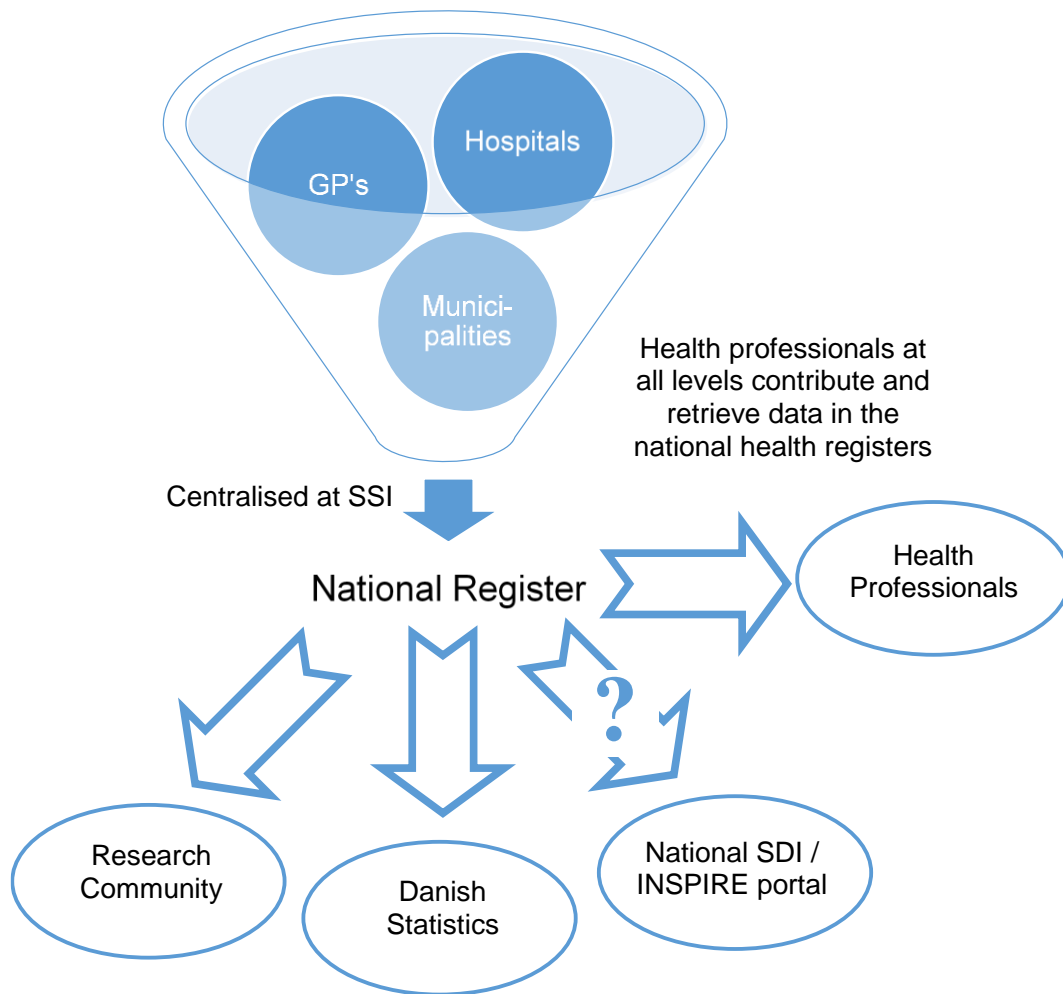 Hospitals
GP's
Munici-
palities
Health professionals at
all levels contribute and
retrieve data in the
national health registers
Centralised at SSI
Health
Professionals
National Register
?
Research
Community
Danish
Statistics
National SDI /
INSPIRE portal